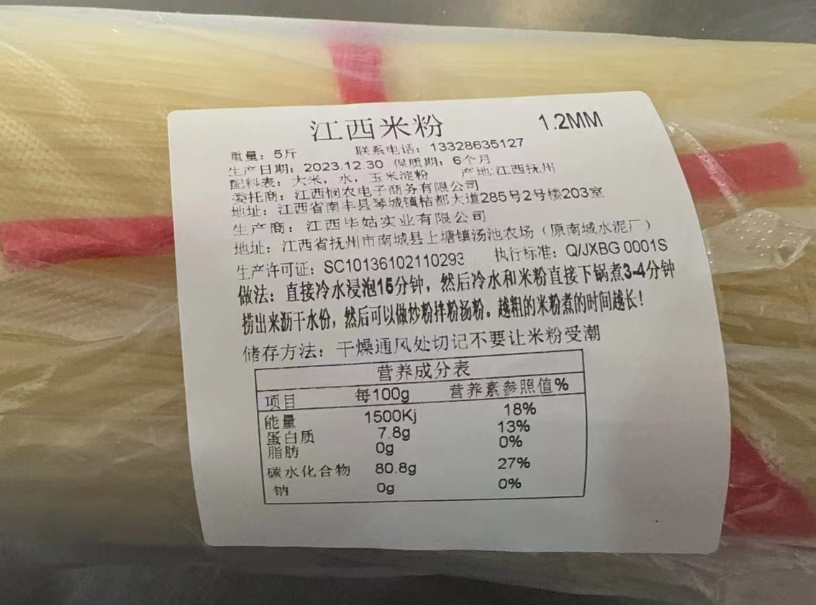 江西米粉 1.2MM
重量：5斤 联系电话：13328635127
生产日期：2023.12.30 保质期：6个月
配料表：大米，水，玉米淀粉 产地:江西抚州
委托商：江西恫农电子商务有限公司
地址：江西省南丰县琴城镇桔都大道285号2号楼203室
生产商：江西毕姑实业有限公司
地址：江西省抚州市南城县上塘镇汤池农场（原南城水泥厂）
生产许可证：SC10136102110293 执行标准：Q/JXBG 0001S
做法：直接冷水浸泡15分钟，然后冷水和米粉直接下锅煮3-4分钟
捞出来沥干水份，然后可以做炒粉拌粉汤粉。越粗的米粉煮的时间越长！
储存方法：干燥通风处切记不要让米粉受潮
营养成分表
项目 每100g 营养素参照值%
能量 1500Kj 18%
蛋白质 7.8g 13%
脂肪 0g 0%
碳水化合物 80.8g 27%
钠 0g 0%